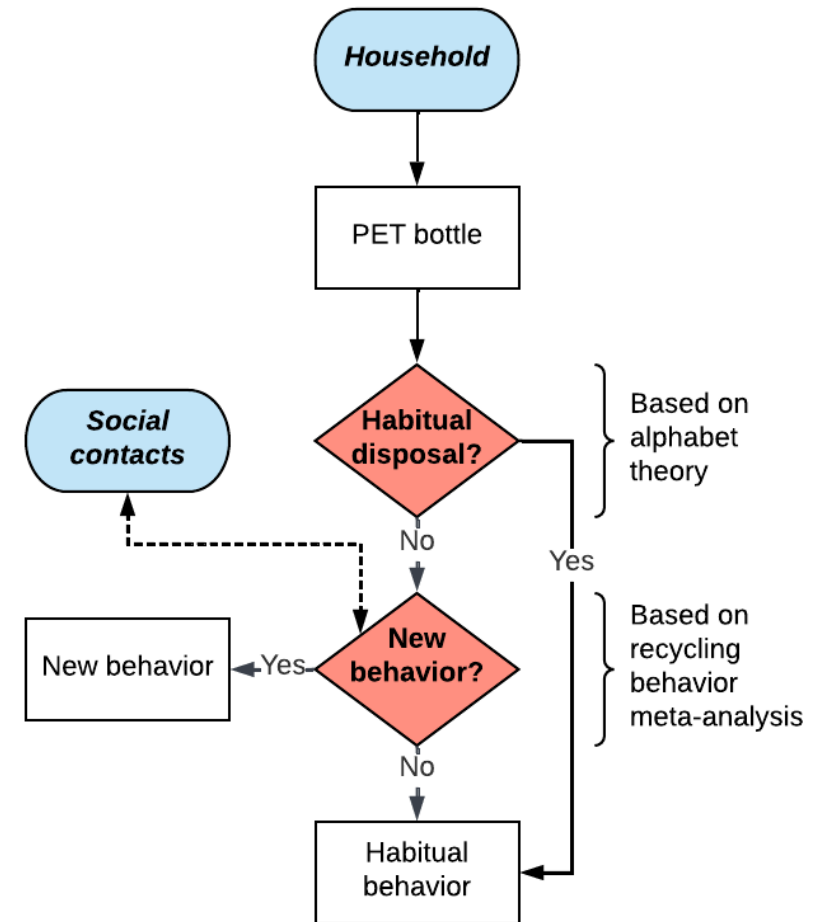 Household
PET bottle
Habitual
disposal?
Based on
alphabet
theory
Social
contacts
No
Yes
New
behavior?
Based on
recycling
behavior
meta-analysis
New behavior
Yes
No
Habitual
behavior